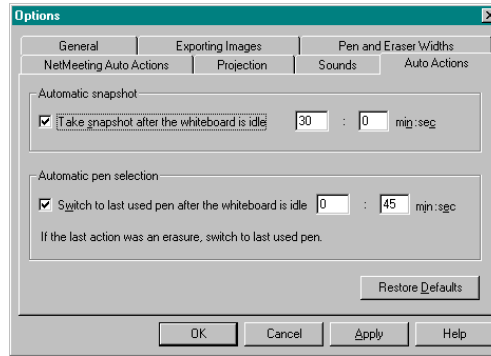 Options
General Exporting Images Pen and Eraser Widths
NetMeeting Auto Actions Projection Sounds Auto Actions
Automatic snapshot
Take snapshot after the whiteboard is idle 30 : 0 min:sec
Automatic pen selection
Switch to last used pen after the whiteboard is idle 0 : 45 min:sec
If the last action was an erasure, switch to last used pen.
Restore Defaults
OK Cancel Apply Help